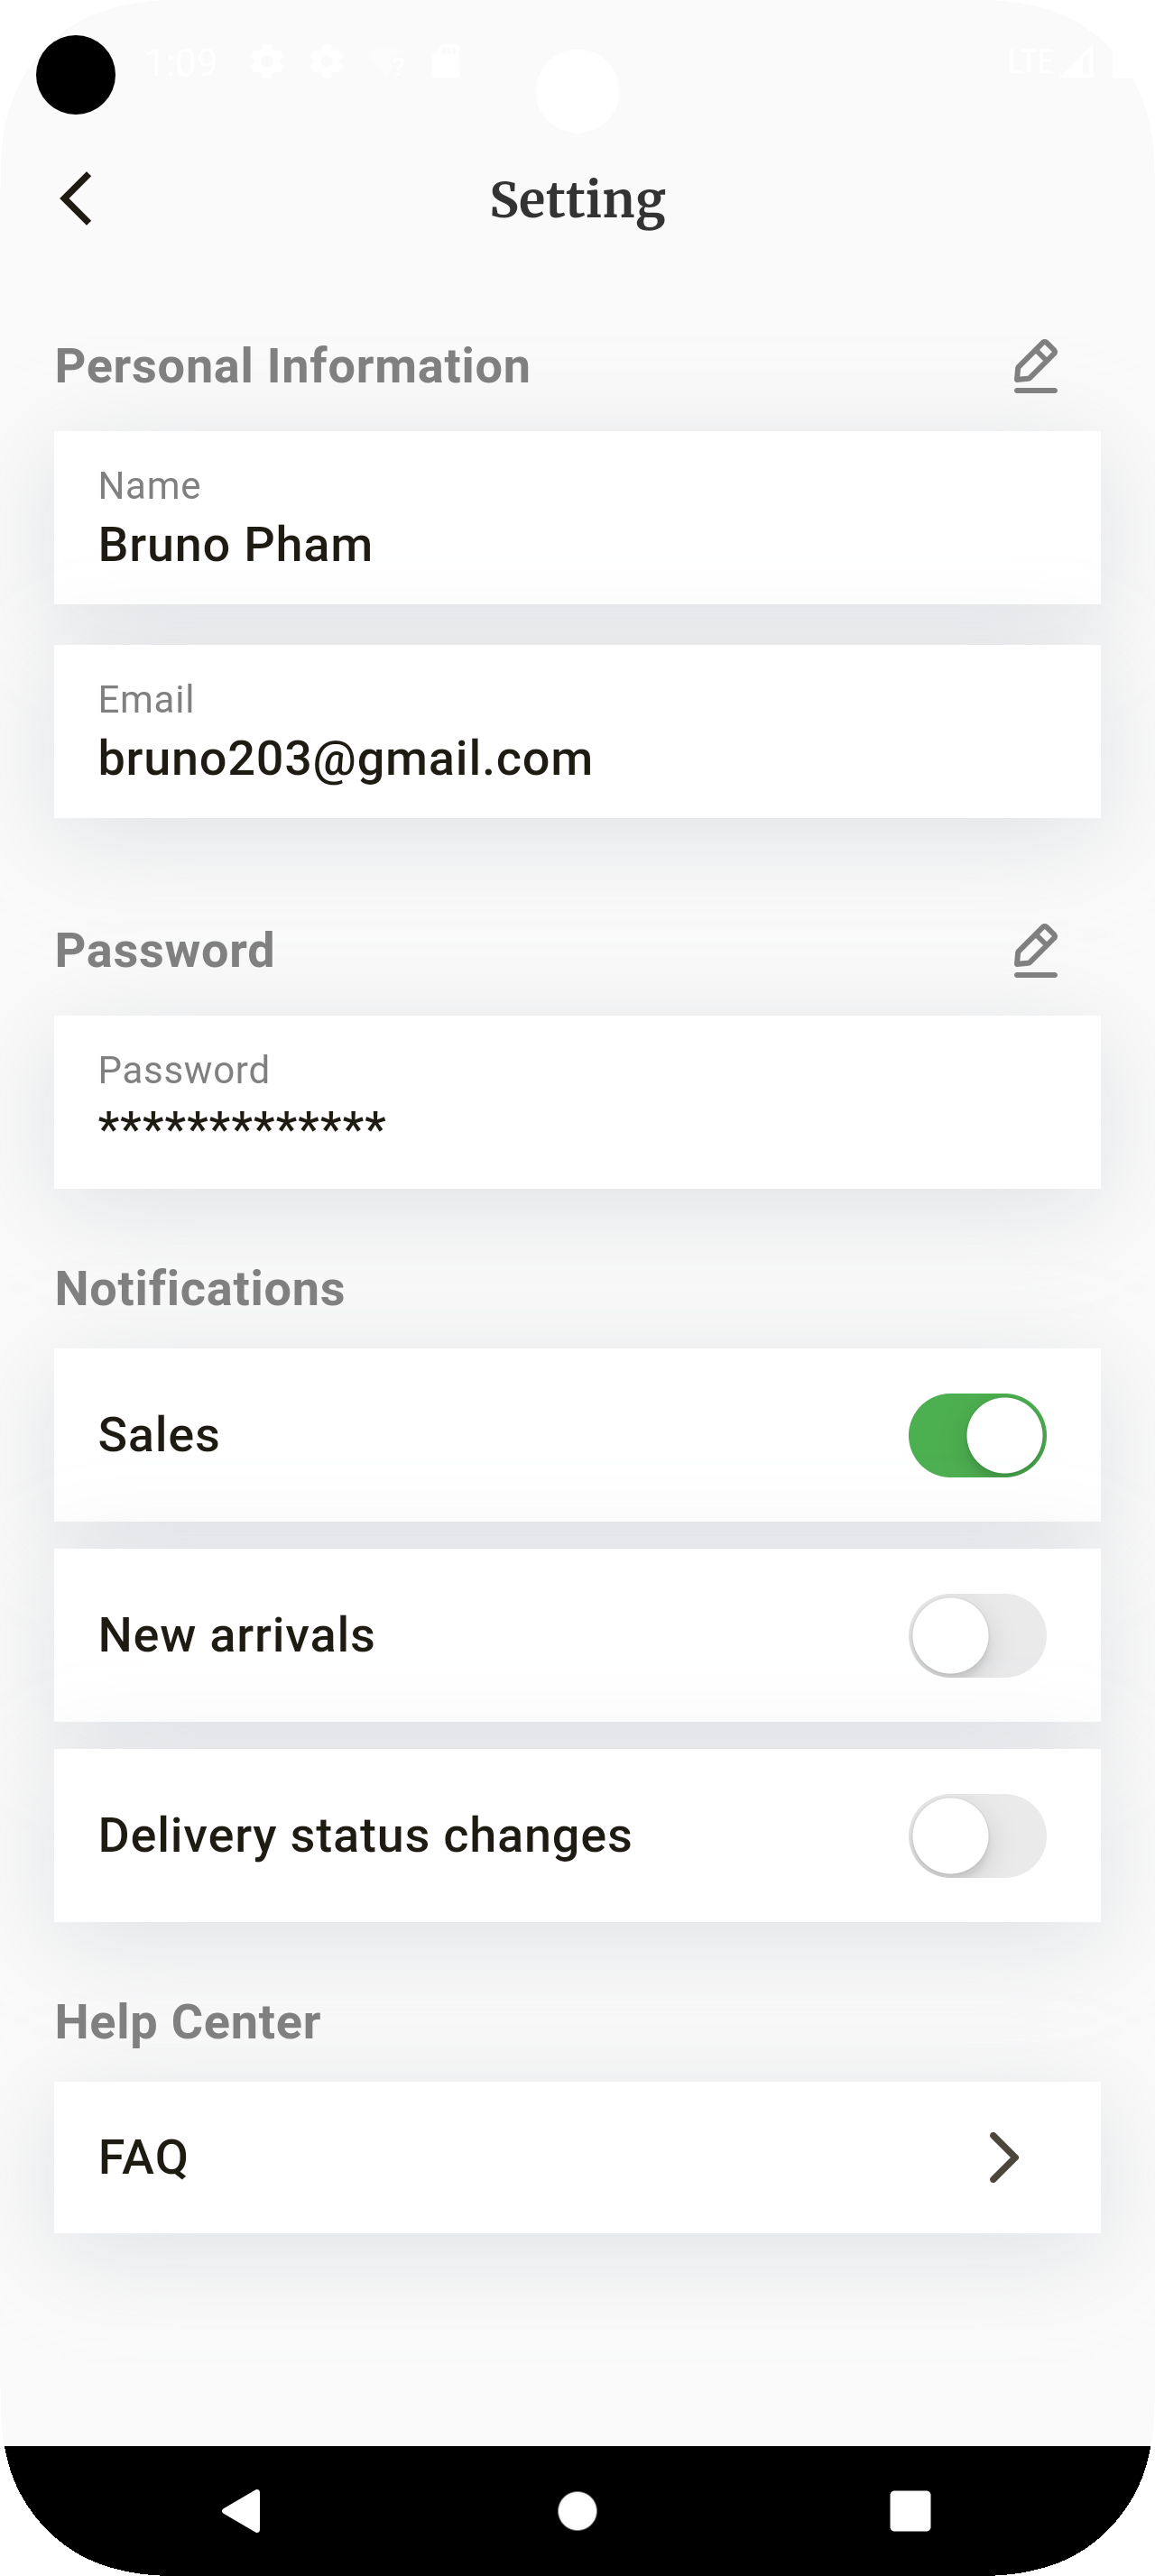 1:09 LTE
Setting
Personal Information
Name
Bruno Pham
Email
bruno203@gmail.com
Password
Password
*************
Notifications
Sales
New arrivals
Delivery status changes
Help Center
FAQ